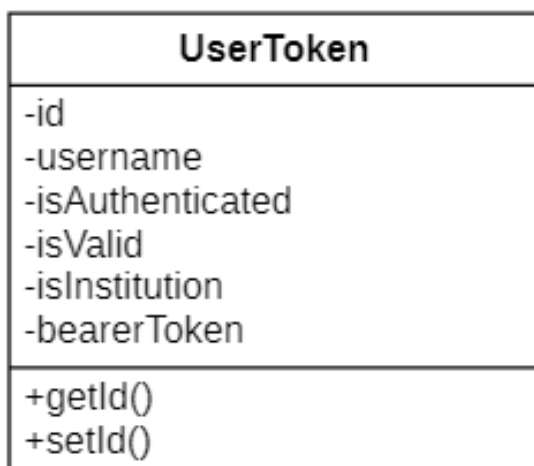 UserToken
-id
-username
-isAuthenticated
-isValid
-isInstitution
-bearerToken
+getId()
+setId()